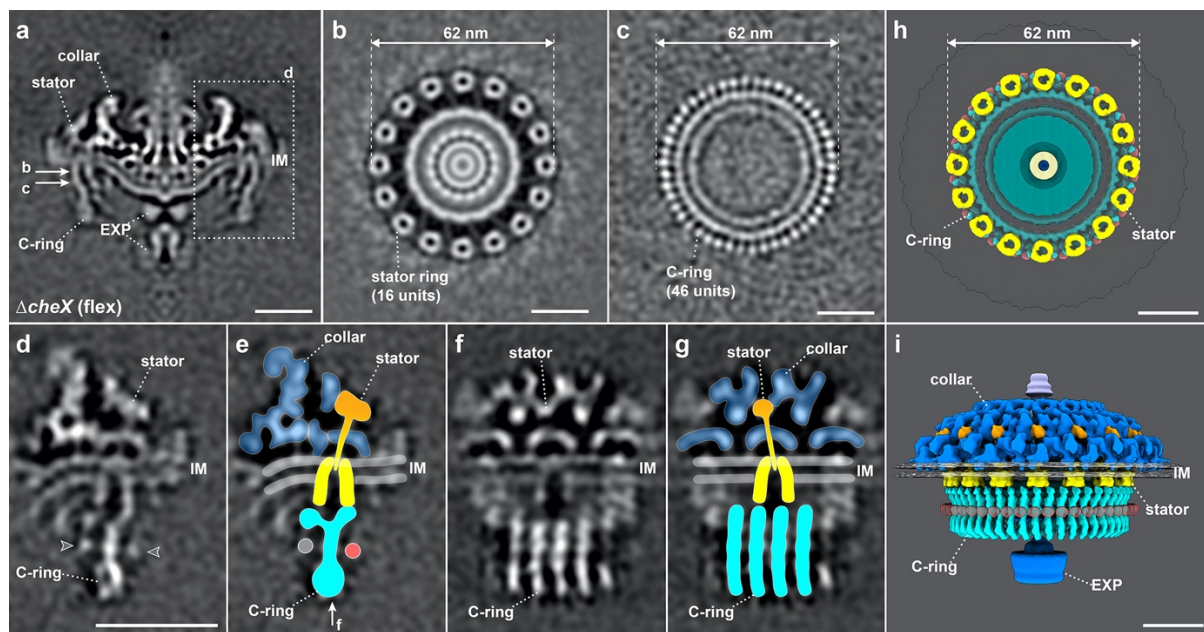 a
collar
stator
d
IM
b
c
C-ring
EXP
ΔcheX (flex)
b
62 nm
stator ring
(16 units)
c
62 nm
C-ring
(46 units)
h
62 nm
C-ring
stator
d
stator
IM
C-ring
e
collar
stator
IM
C-ring
f
f
stator
IM
C-ring
g
stator
collar
IM
C-ring
i
collar
IM
stator
C-ring
EXP